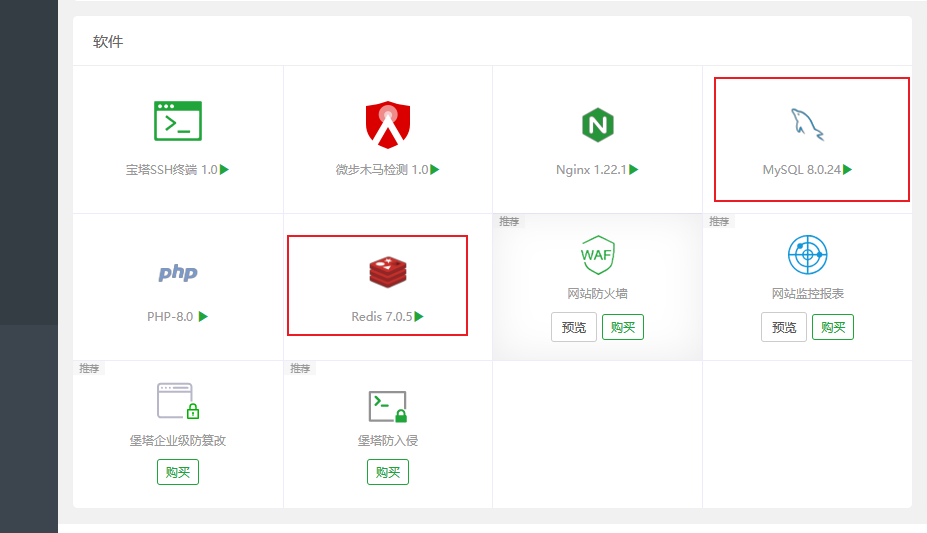 软件
宝塔SSH终端 1.0
微步木马检测 1.0
Nginx 1.22.1
MySQL 8.0.24
php
PHP-8.0
Redis 7.0.5
推荐
WAF
网站防火墙
预览 购买
推荐
网站监控报表
预览 购买
推荐
堡塔企业级防篡改
购买
推荐
堡塔防入侵
购买